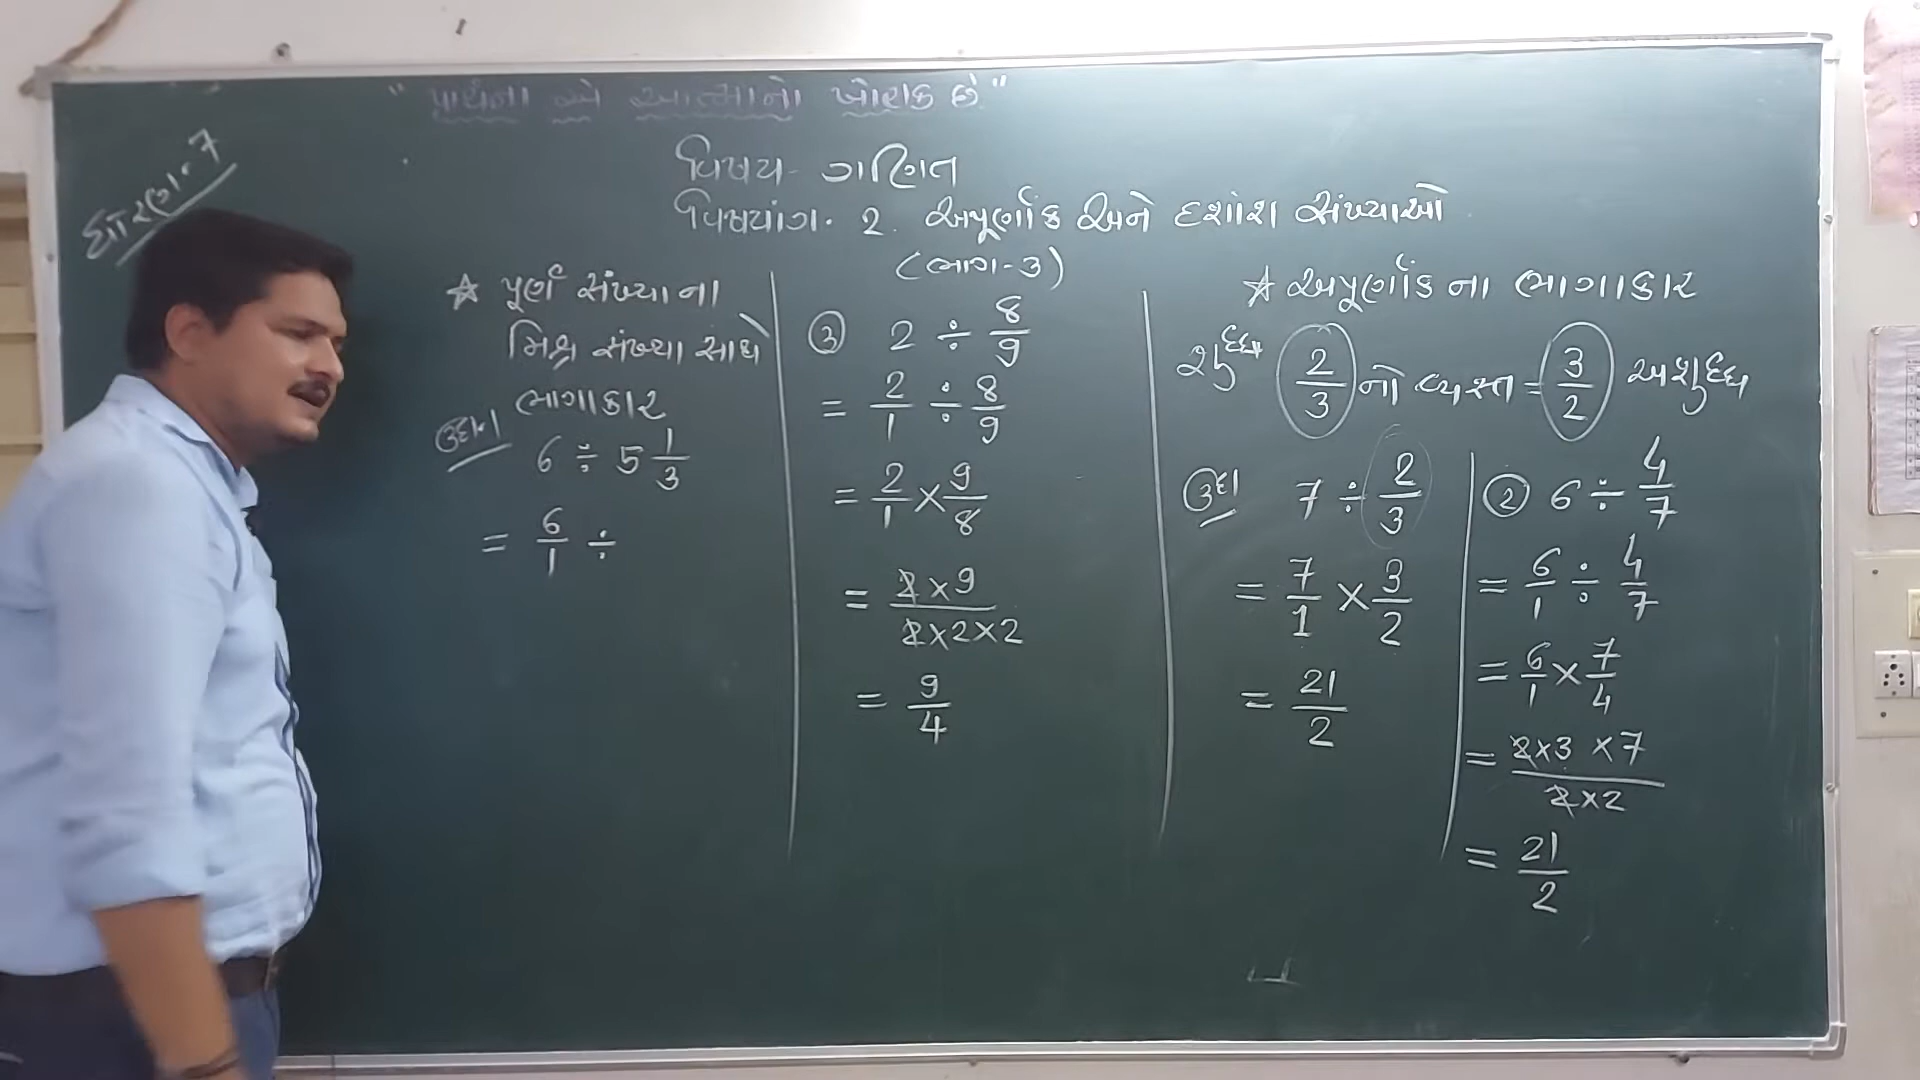 "પ્રાર્થના એ આત્માનો ખોરાક છે"
ધોરણ-7
વિષય- ગણિત
વિષયાંગ. 2. અપૂર્ણાંક અને દશાંશ સંખ્યાઓ
(ભાગ-3)
☆ પૂર્ણ સંખ્યાના
મિશ્ર સંખ્યા સાથે
ભાગાકાર
ઉદા.1
6 ÷ 5 1/3
= 6/1 ÷
③ 2 ÷ 8/9
= 2/1 ÷ 8/9
= 2/1 × 9/8
= 2×9 / 2×2×2
= 9/4
☆ અપૂર્ણાંકના ભાગાકાર
શુદ્ધ 2/3 નો વ્યસ્ત = 3/2 અશુદ્ધ
ઉદા 7 ÷ 2/3
= 7/1 × 3/2
= 21/2
② 6 ÷ 4/7
= 6/1 ÷ 4/7
= 6/1 × 7/4
= 2×3×7 / 2×2
= 21/2